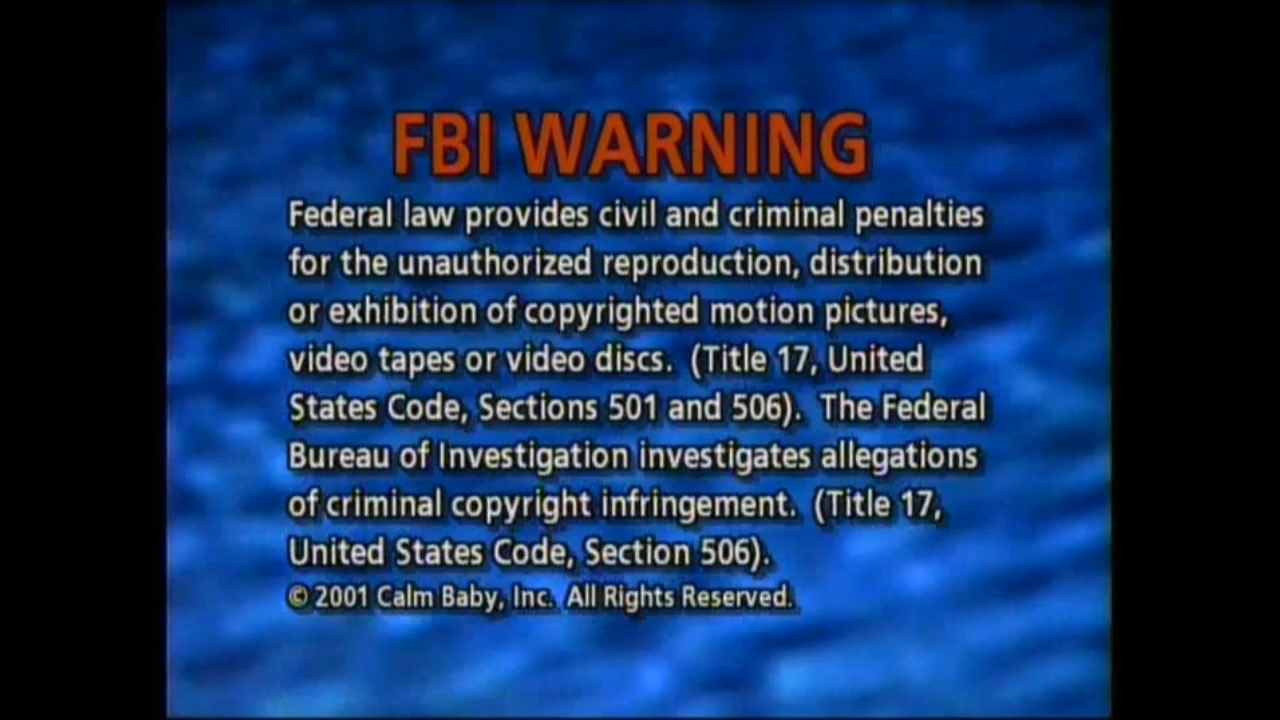 FBI WARNING
Federal law provides civil and criminal penalties
for the unauthorized reproduction, distribution
or exhibition of copyrighted motion pictures,
video tapes or video discs.  (Title 17, United
States Code, Sections 501 and 506).  The Federal
Bureau of Investigation investigates allegations
of criminal copyright infringement.  (Title 17,
United States Code, Section 506).
© 2001 Calm Baby, Inc.  All Rights Reserved.